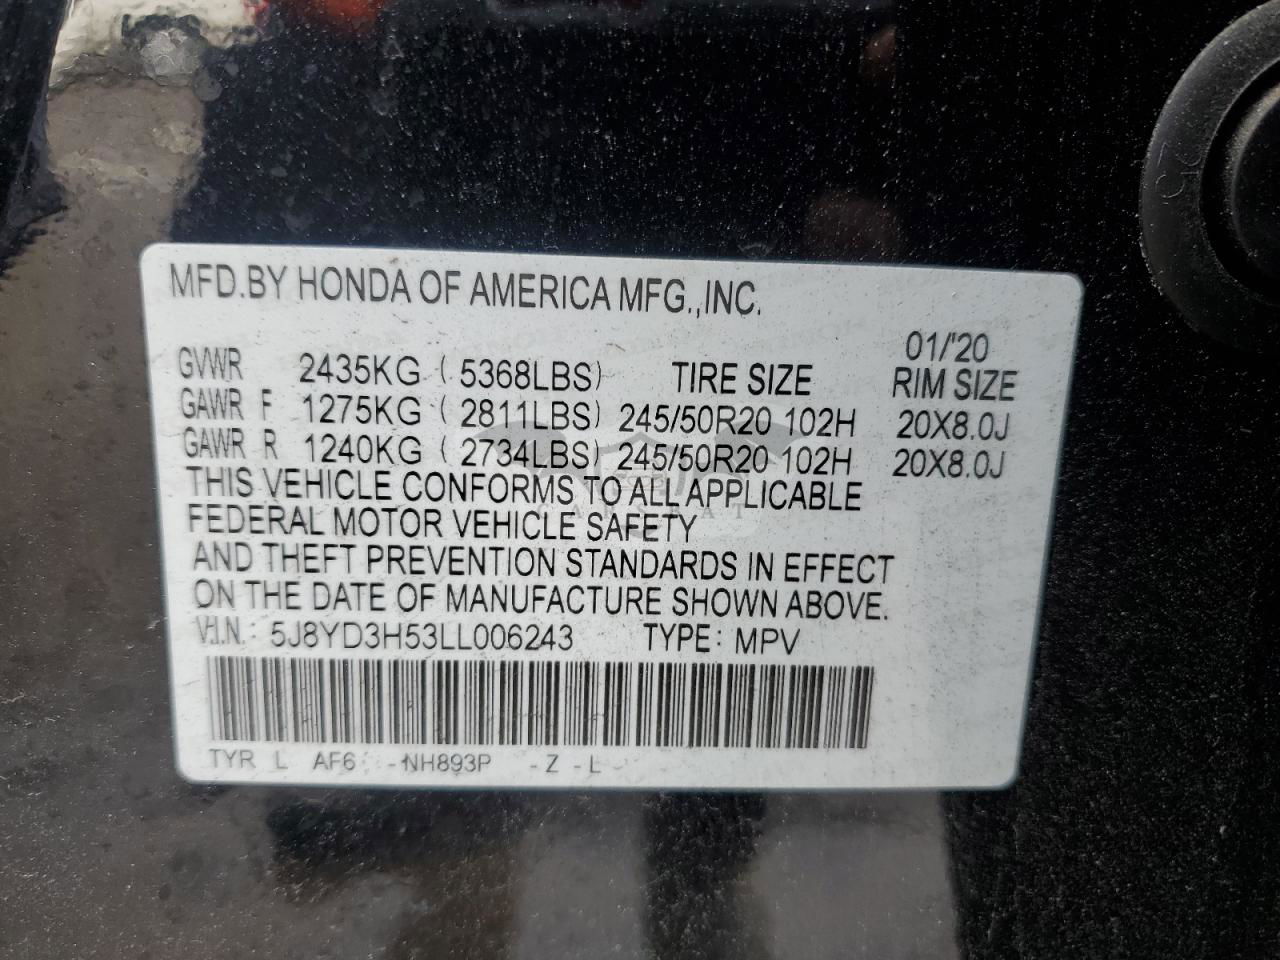 MFD.BY HONDA OF AMERICA MFG.,INC.
01/'20
GVWR 2435KG ( 5368LBS) TIRE SIZE RIM SIZE
GAWR F 1275KG ( 2811LBS) 245/50R20 102H 20X8.0J
GAWR R 1240KG ( 2734LBS) 245/50R20 102H 20X8.0J
THIS VEHICLE CONFORMS TO ALL APPLICABLE
FEDERAL MOTOR VEHICLE SAFETY
AND THEFT PREVENTION STANDARDS IN EFFECT
ON THE DATE OF MANUFACTURE SHOWN ABOVE.
V.I.N.: 5J8YD3H53LL006243 TYPE: MPV
TYR L AF6 -NH893P -Z -L